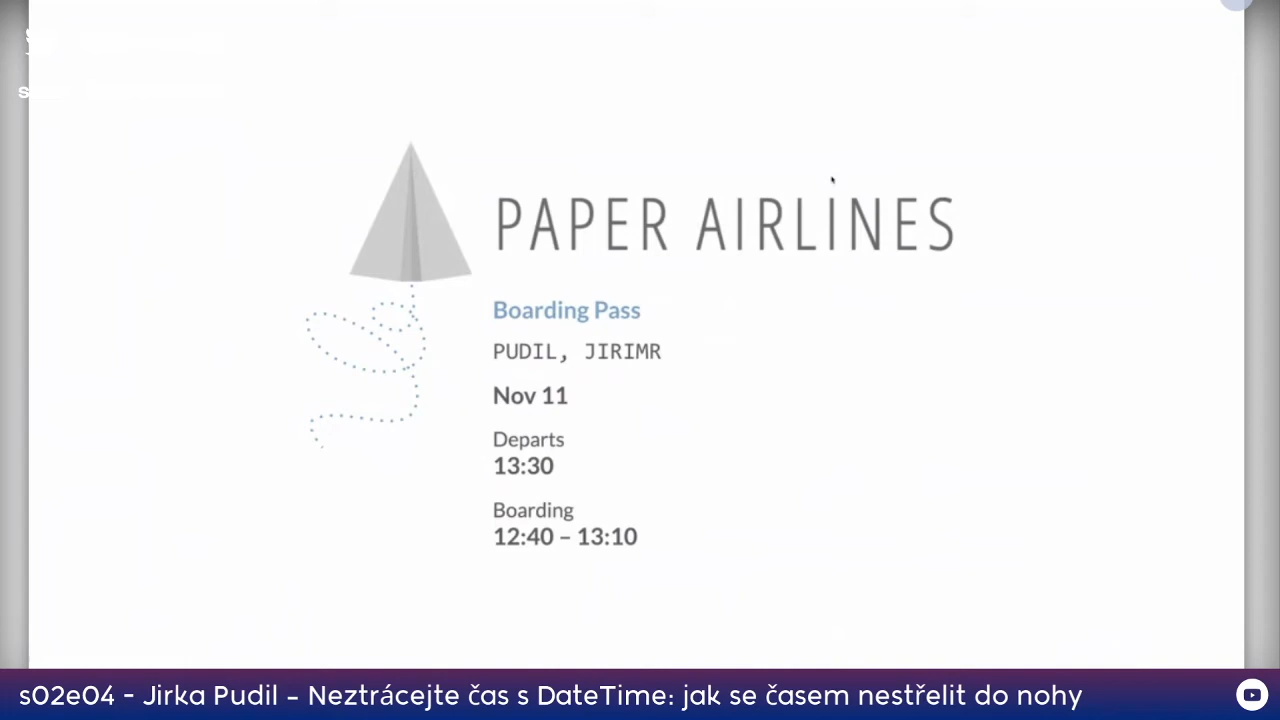 PAPER AIRLINES
Boarding Pass
PUDIL, JIRIMR
Nov 11
Departs
13:30
Boarding
12:40 – 13:10
s02e04 - Jirka Pudil – Neztrácejte čas s DateTime: jak se časem nestřelit do nohy